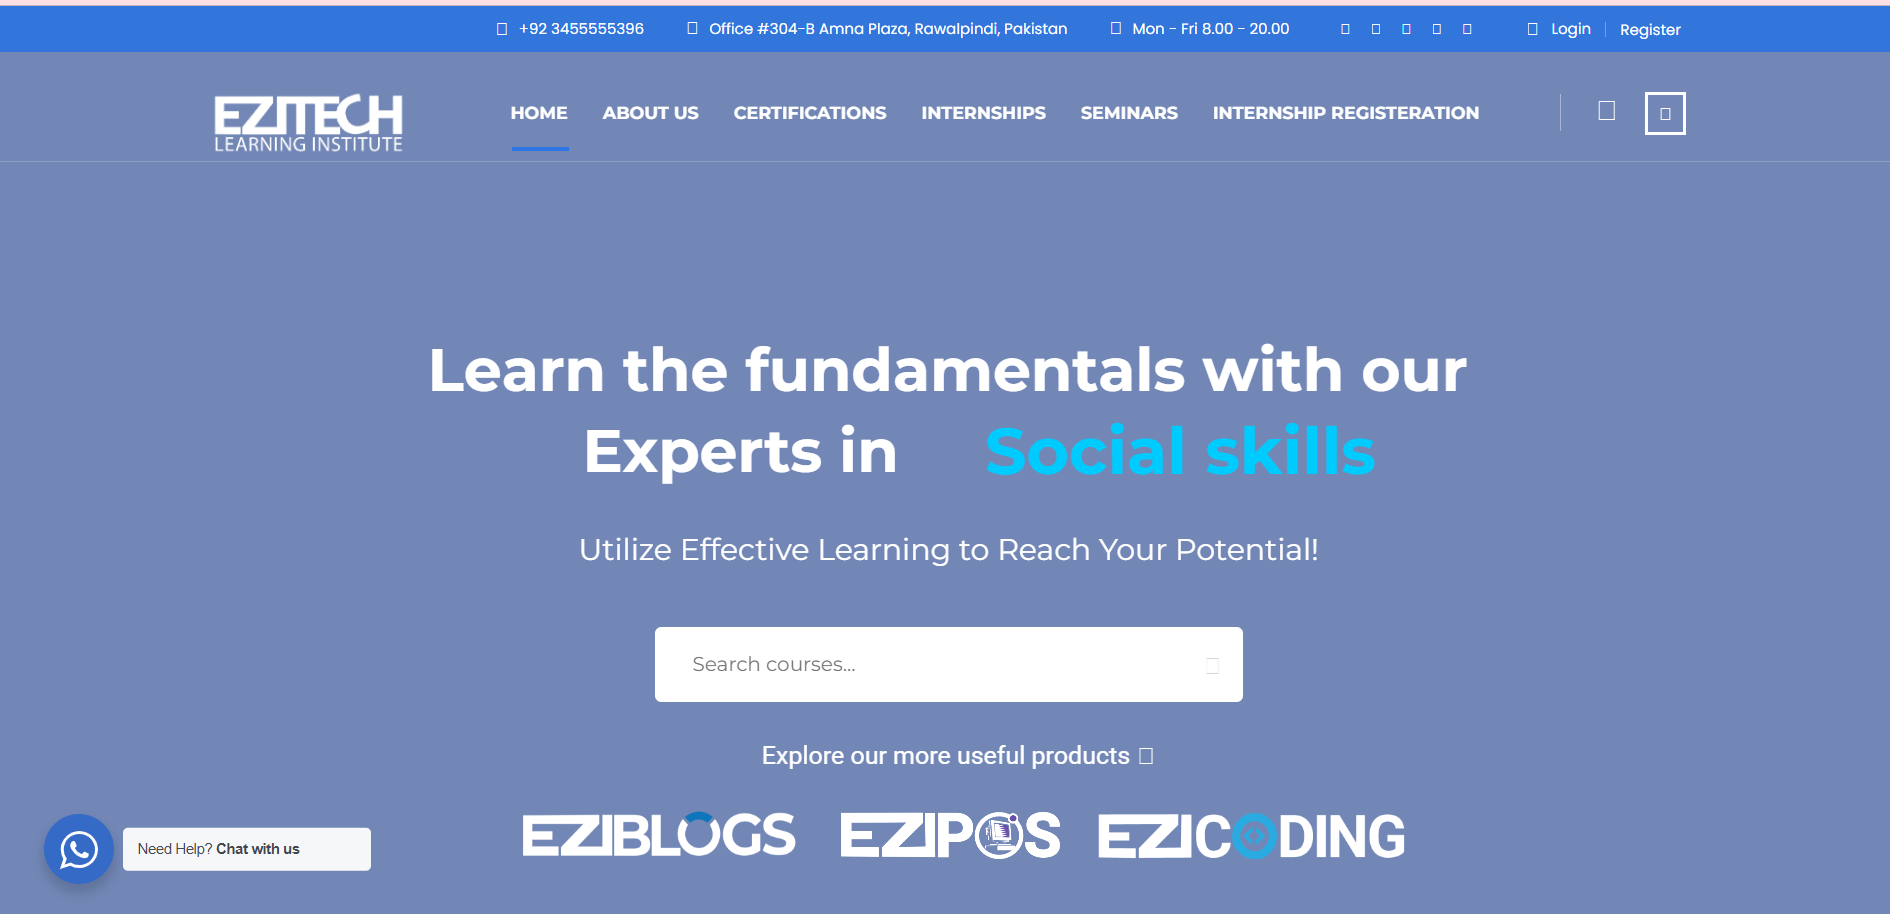 +92 3455555396 Office #304-B Amna Plaza, Rawalpindi, Pakistan Mon - Fri 8.00 - 20.00 Login Register
EZITECH
LEARNING INSTITUTE
HOME ABOUT US CERTIFICATIONS INTERNSHIPS SEMINARS INTERNSHIP REGISTERATION
Learn the fundamentals with our
Experts in Social skills
Utilize Effective Learning to Reach Your Potential!
Search courses...
Explore our more useful products
EZIBLOGS EZIPOS EZICODING
Need Help? Chat with us